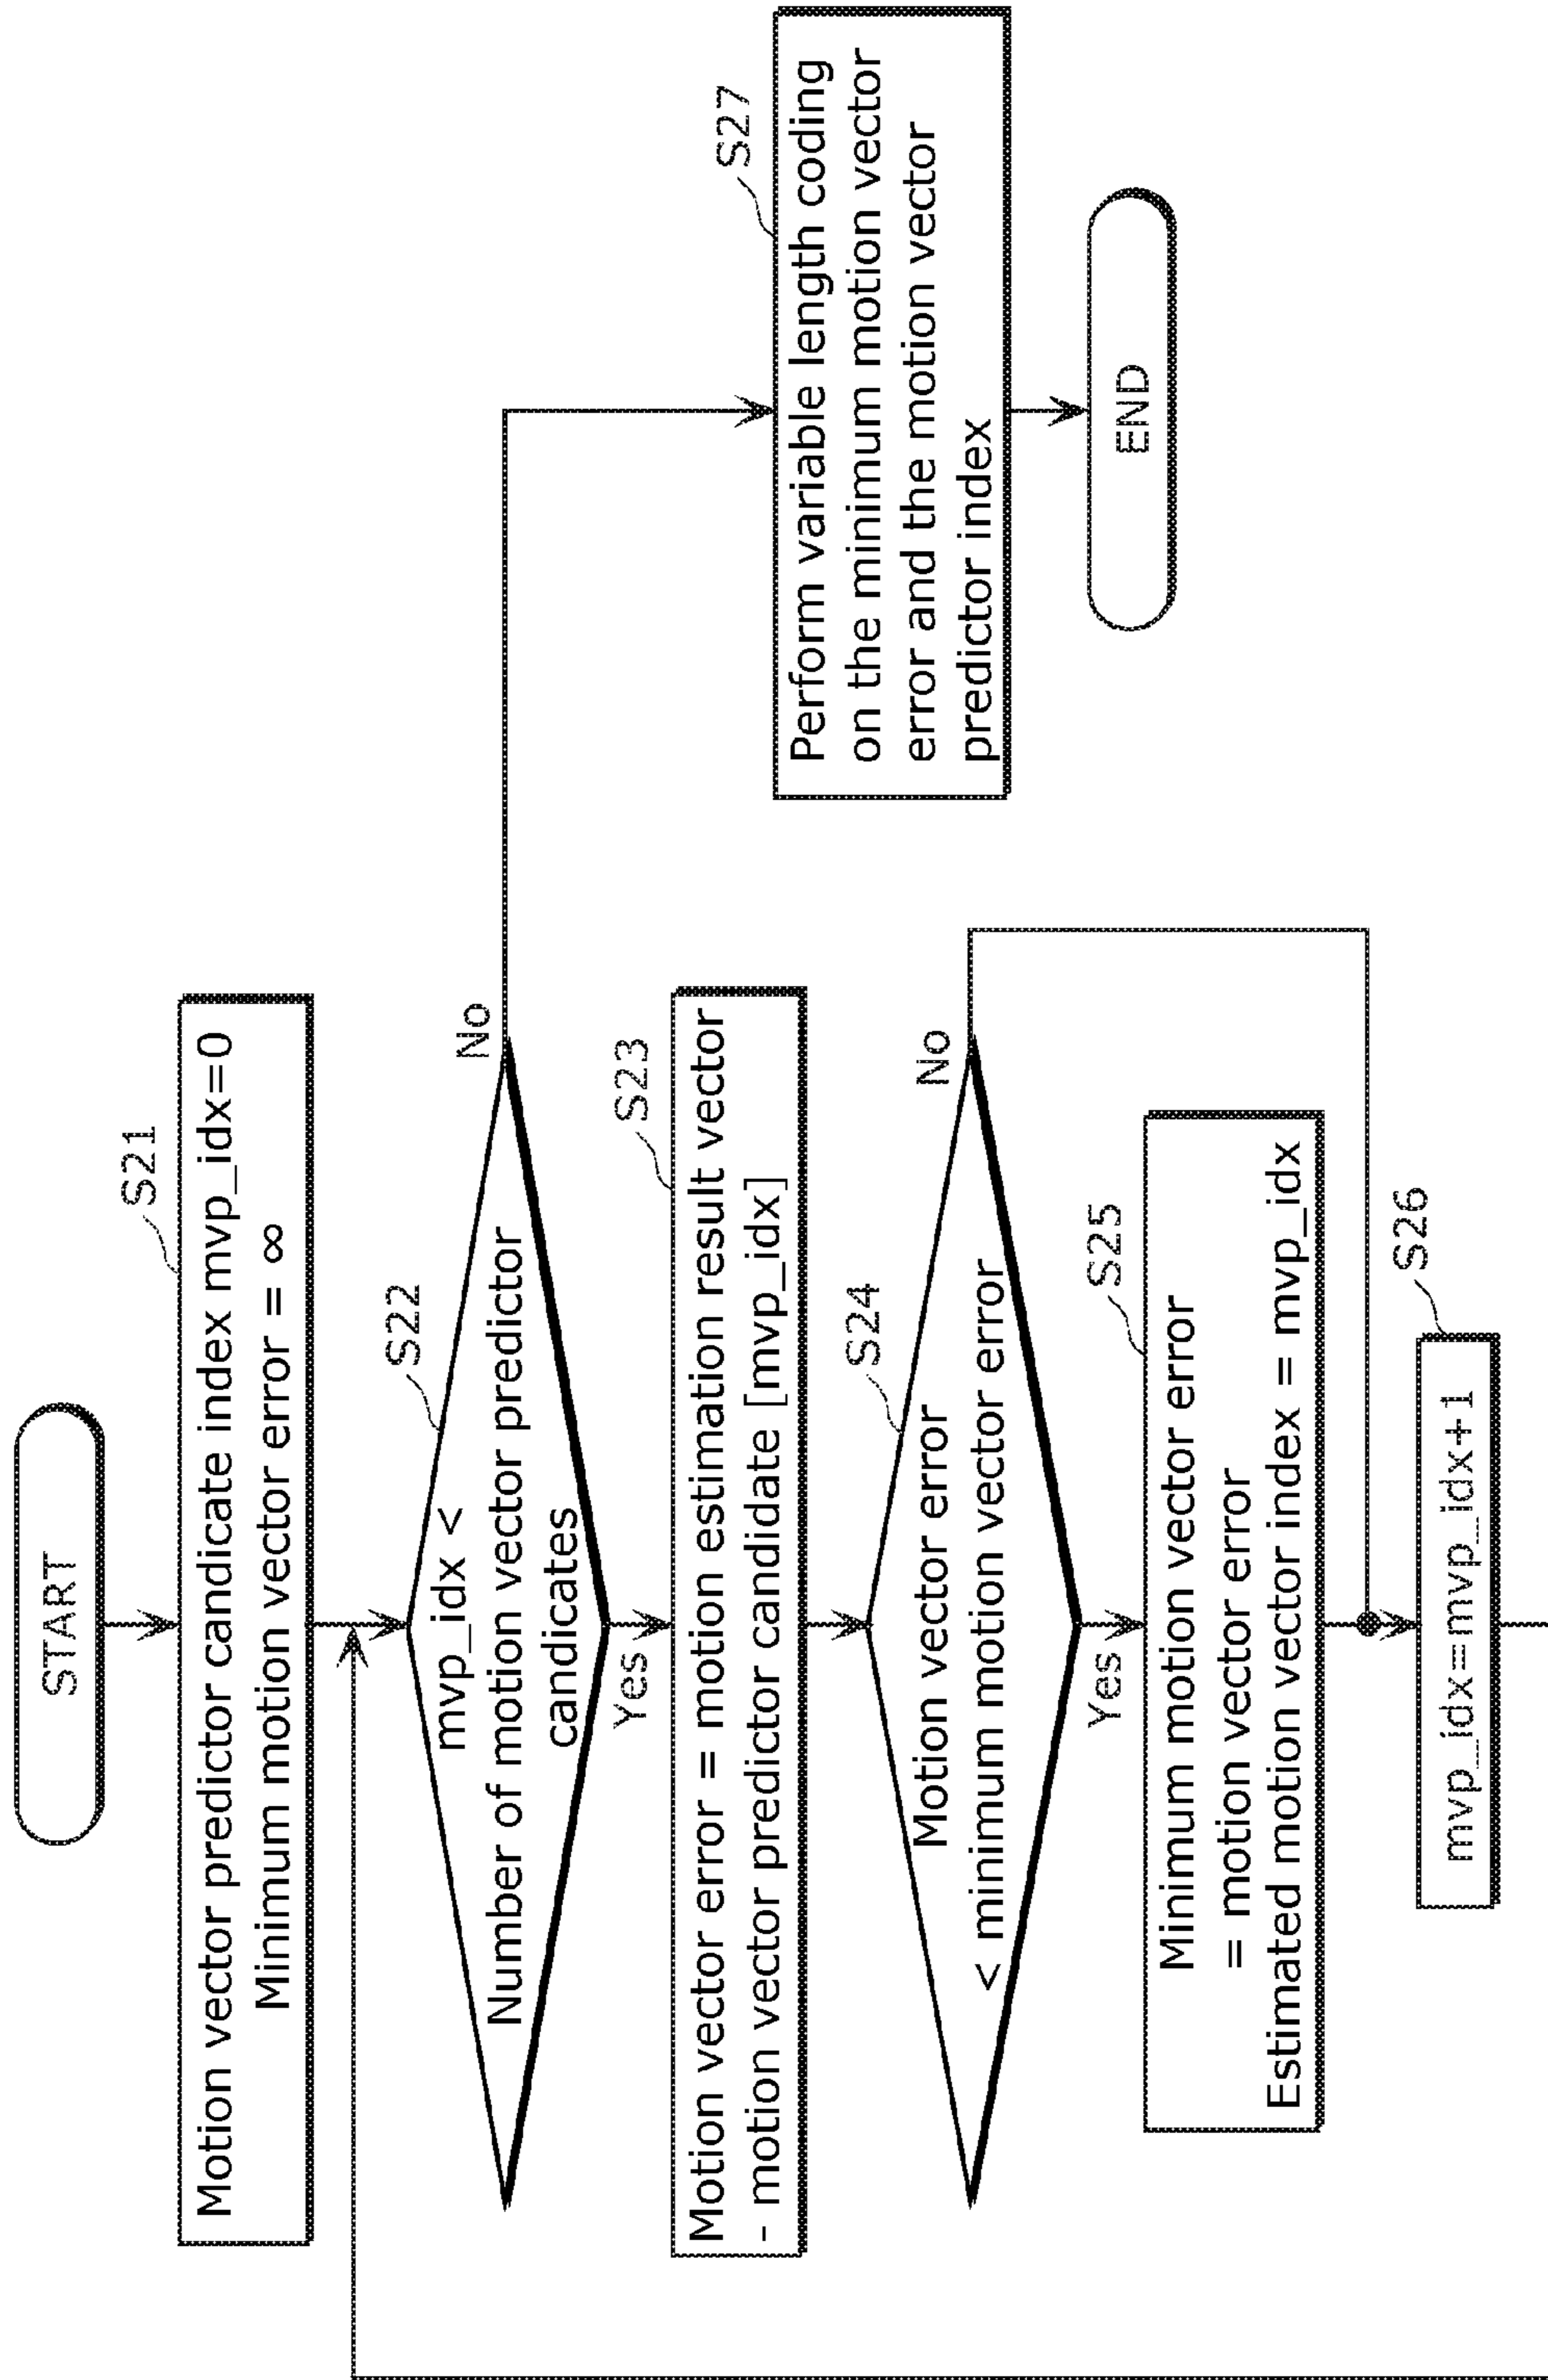 START
S21
Motion vector predictor candicate index mvp_idx=0
Minimum motion vector error = ∞
S22
mvp_idx <
Number of motion vector predictor
candicates
No
Yes
S23
Motion vector error = motion estimation result vector
- motion vector predictor candidate [mvp_idx]
S24
Motion vector error
< minimum motion vector error
No
Yes
S25
Minimum motion vector error
= motion vector error
Estimated motion vector index = mvp_idx
S26
mvp_idx=mvp_idx+1
S27
Perform variable length coding
on the minimum motion vector
error and the motion vector
predictor index
END